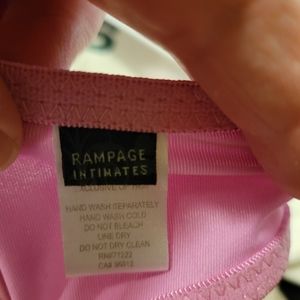 RAMPAGE
INTIMATES
HAND WASH SEPARATELY
HAND WASH COLD
DO NOT BLEACH
LINE DRY
DO NOT DRY CLEAN